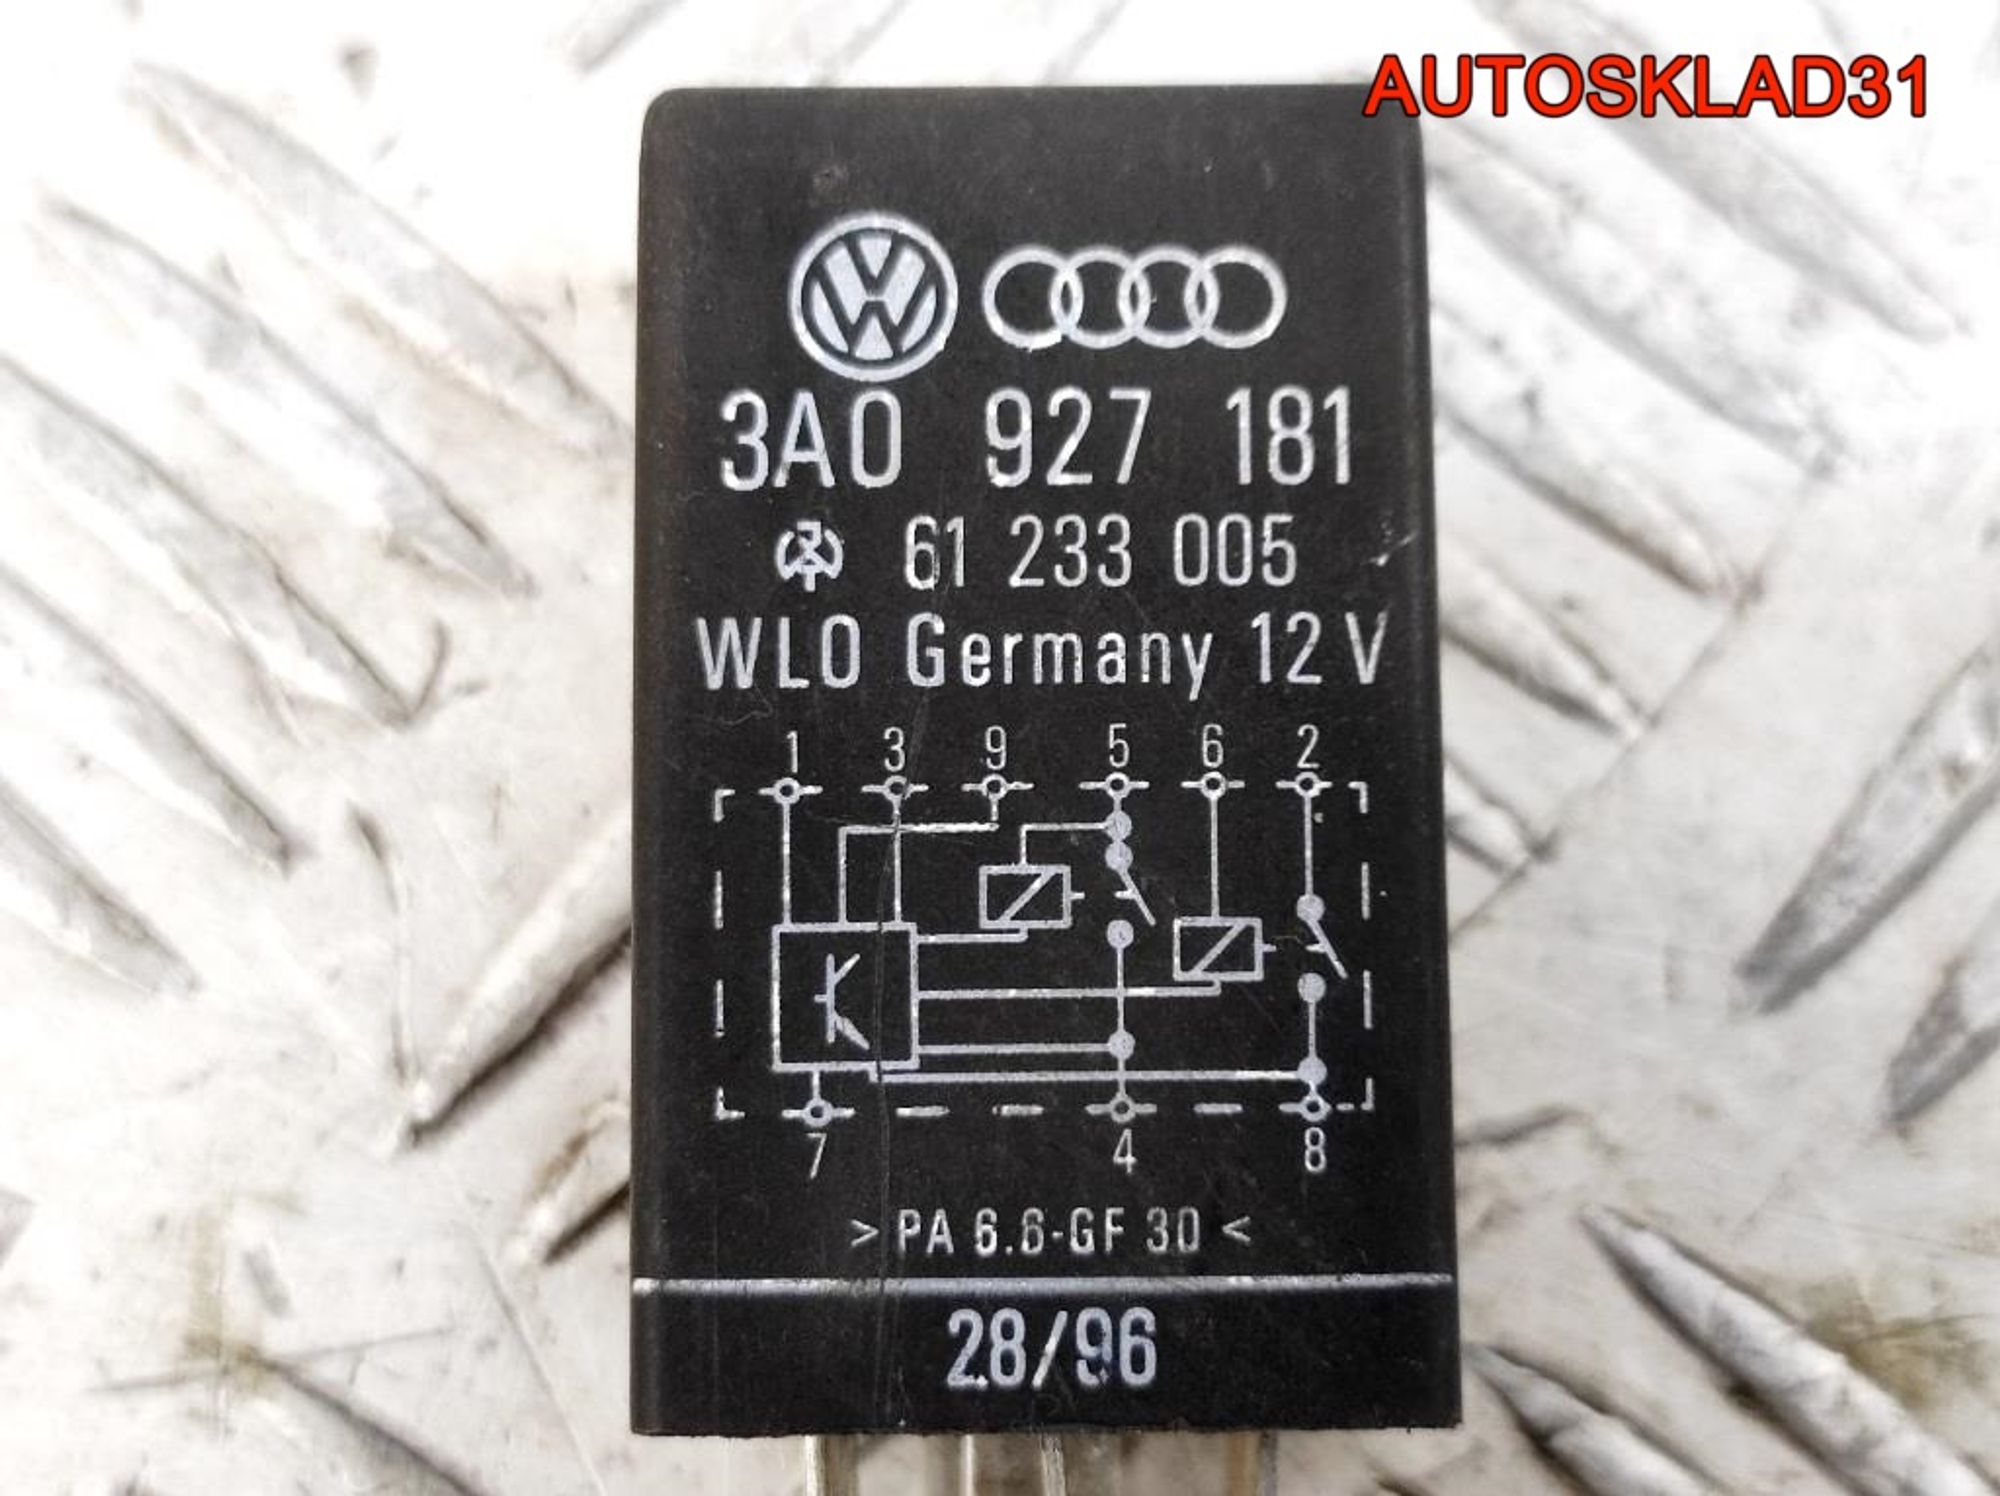 AUTOSKLAD31
3A0 927 181
61 233 005
WLO Germany 12 V
1 3 9 5 6 2
7 4 8
> PA 6.6-GF 30 <
28/96